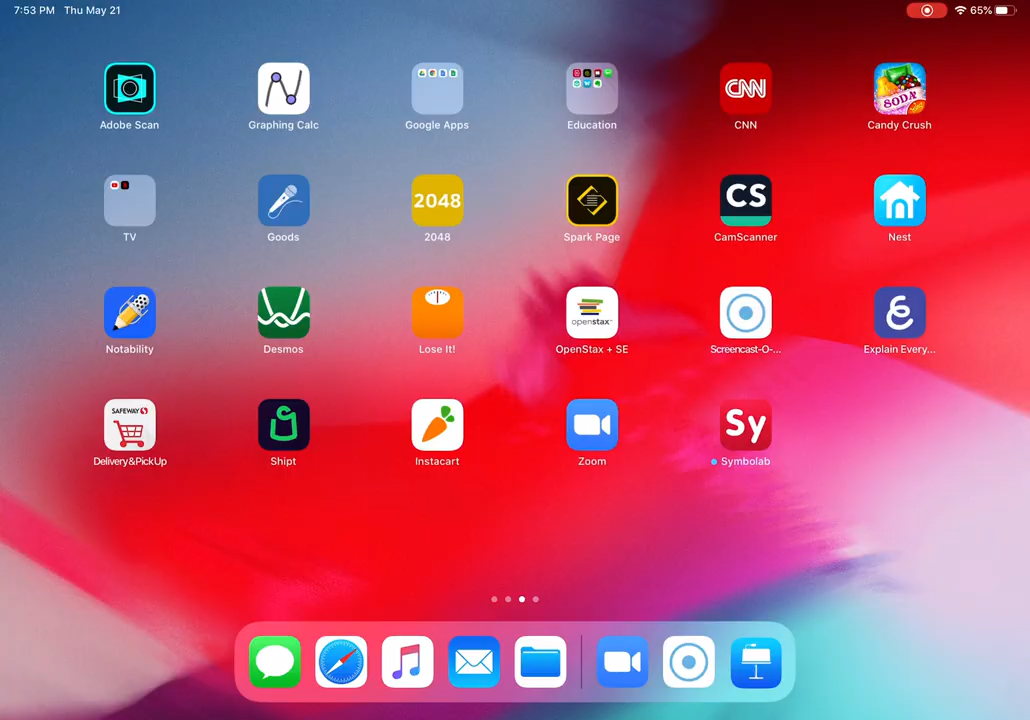 7:53 PM Thu May 21
65%
Adobe Scan
Graphing Calc
Google Apps
Education
CNN
CNN
SODA
Candy Crush
TV
Goods
2048
2048
Spark Page
CS
CamScanner
Nest
Notability
Desmos
Lose It!
openstax™
OpenStax + SE
Screencast-O-...
Explain Every...
SAFEWAY
Delivery&PickUp
Shipt
Instacart
Zoom
Sy
Symbolab